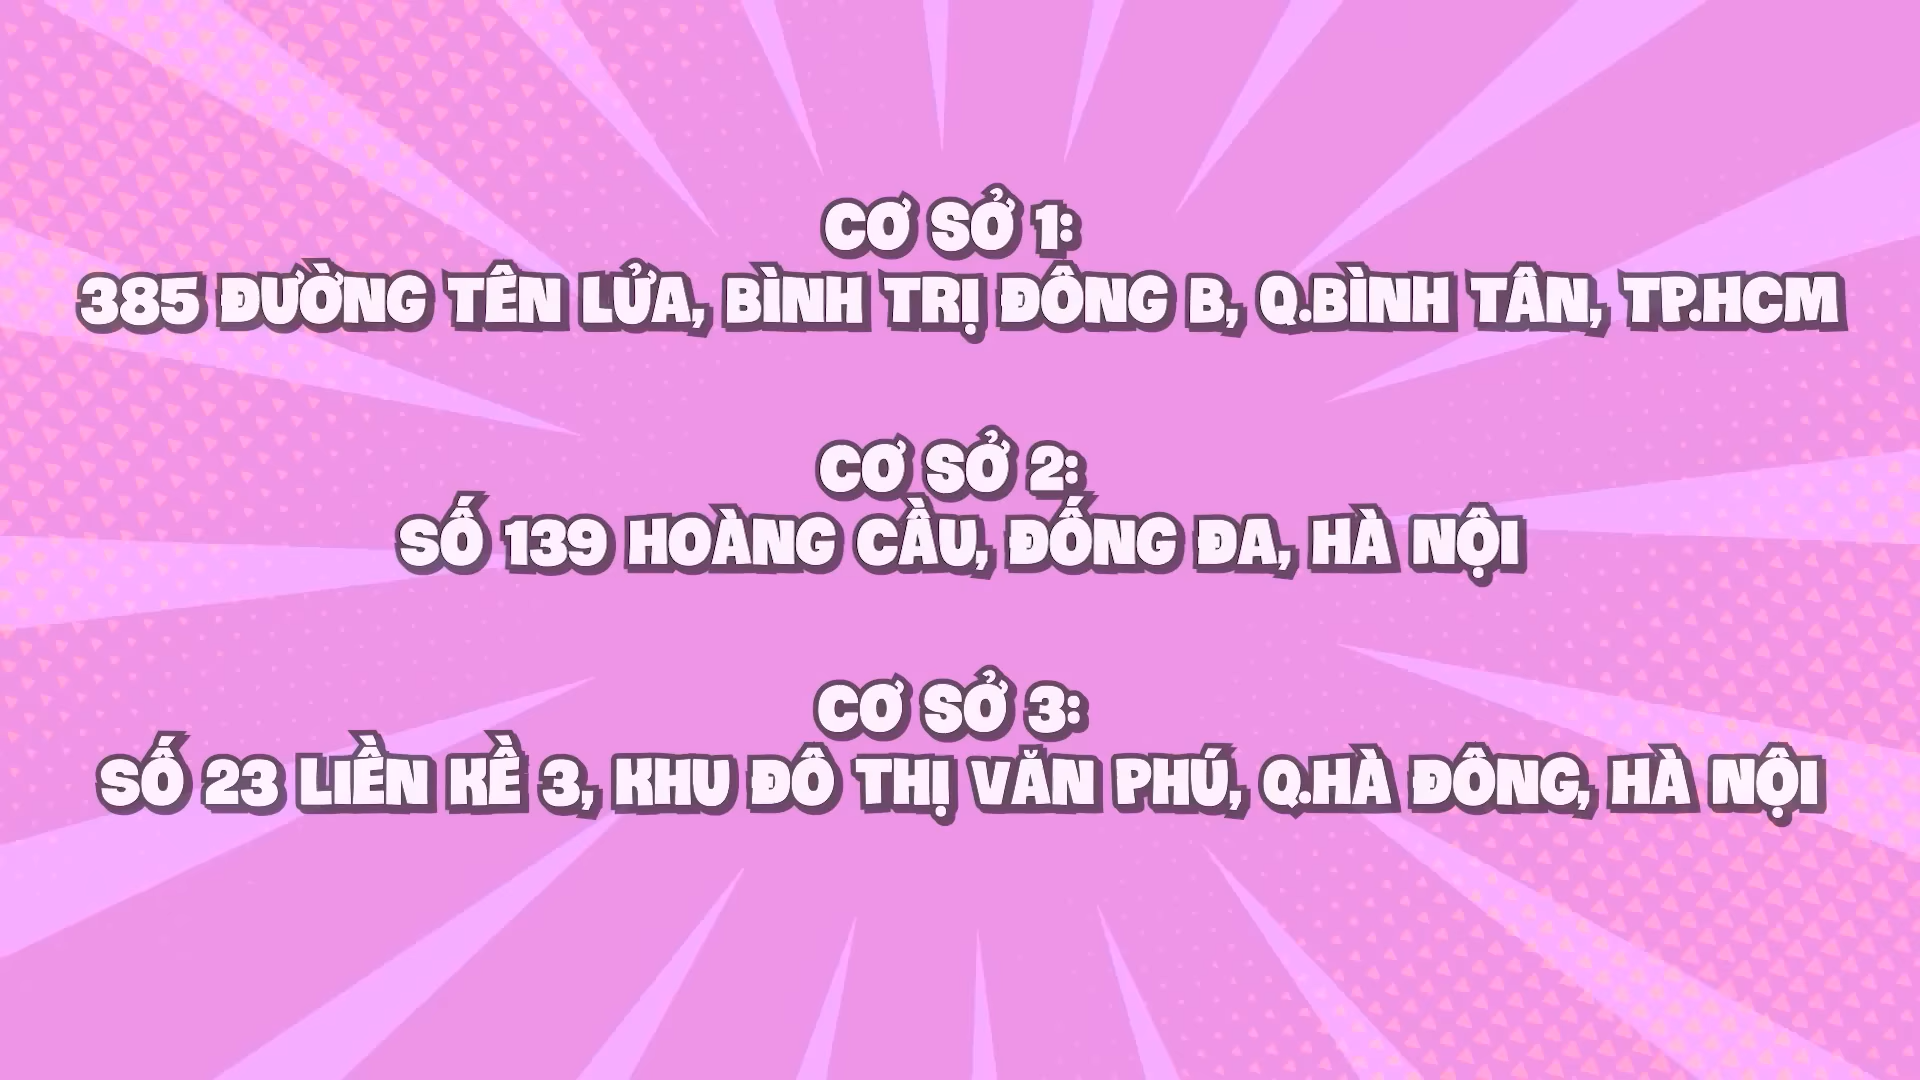 CƠ SỞ 1:
385 ĐƯỜNG TÊN LỬA, BÌNH TRỊ ĐÔNG B, Q.BÌNH TÂN, TP.HCM
CƠ SỞ 2:
SỐ 139 HOÀNG CẦU, ĐỐNG ĐA, HÀ NỘI
CƠ SỞ 3:
SỐ 23 LIỀN KỀ 3, KHU ĐÔ THỊ VĂN PHÚ, Q.HÀ ĐÔNG, HÀ NỘI